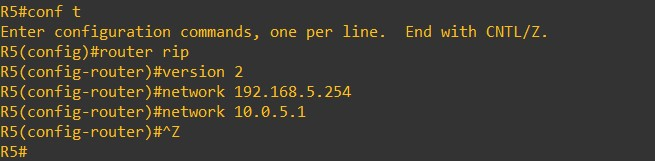 R5#conf t
Enter configuration commands, one per line.  End with CNTL/Z.
R5(config)#router rip
R5(config-router)#version 2
R5(config-router)#network 192.168.5.254
R5(config-router)#network 10.0.5.1
R5(config-router)#^Z
R5#